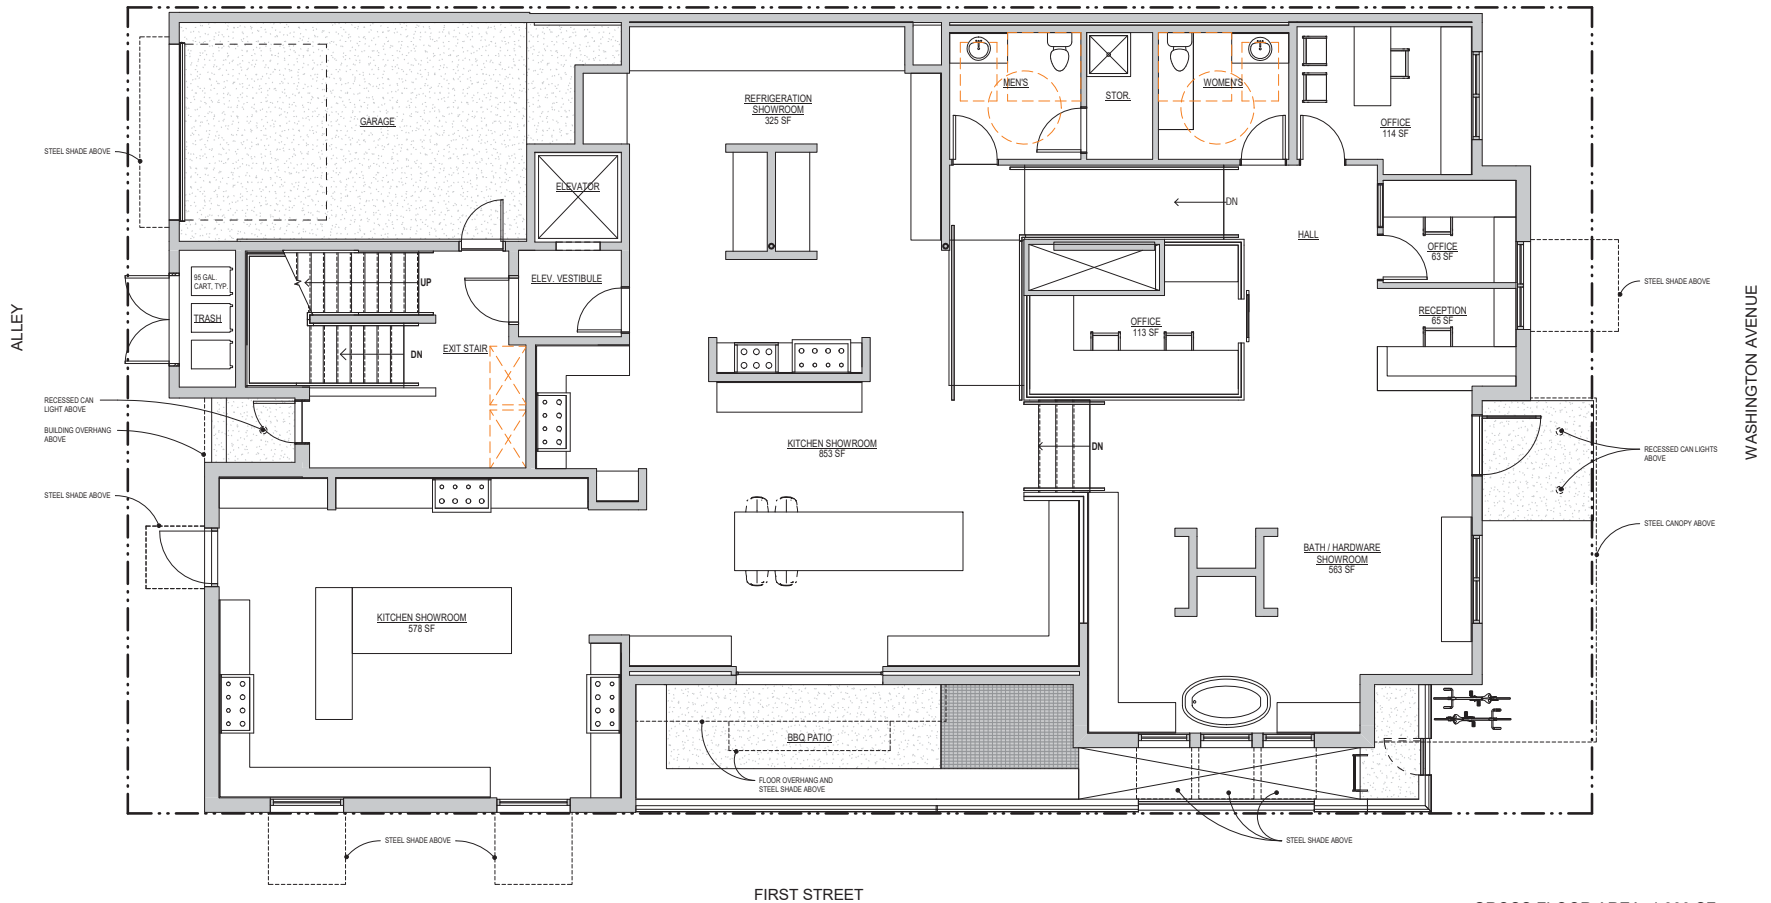 REFRIGERATION
SHOWROOM
325 SF
MEN'S
STOR.
WOMEN'S
OFFICE
114 SF
GARAGE
STEEL SHADE ABOVE
ELEVATOR
DN
HALL
OFFICE
63 SF
95 GAL.
CART, TYP.
UP
ELEV. VESTIBULE
STEEL SHADE ABOVE
TRASH
OFFICE
113 SF
RECEPTION
65 SF
ALLEY
WASHINGTON AVENUE
EXIT STAIR
DN
RECESSED CAN
LIGHT ABOVE
BUILDING OVERHANG
ABOVE
KITCHEN SHOWROOM
853 SF
DN
RECESSED CAN LIGHTS
ABOVE
STEEL SHADE ABOVE
STEEL CANOPY ABOVE
BATH / HARDWARE
SHOWROOM
563 SF
KITCHEN SHOWROOM
578 SF
BBQ PATIO
FLOOR OVERHANG AND
STEEL SHADE ABOVE
STEEL SHADE ABOVE
STEEL SHADE ABOVE
FIRST STREET
GROSS FLOOR AREA